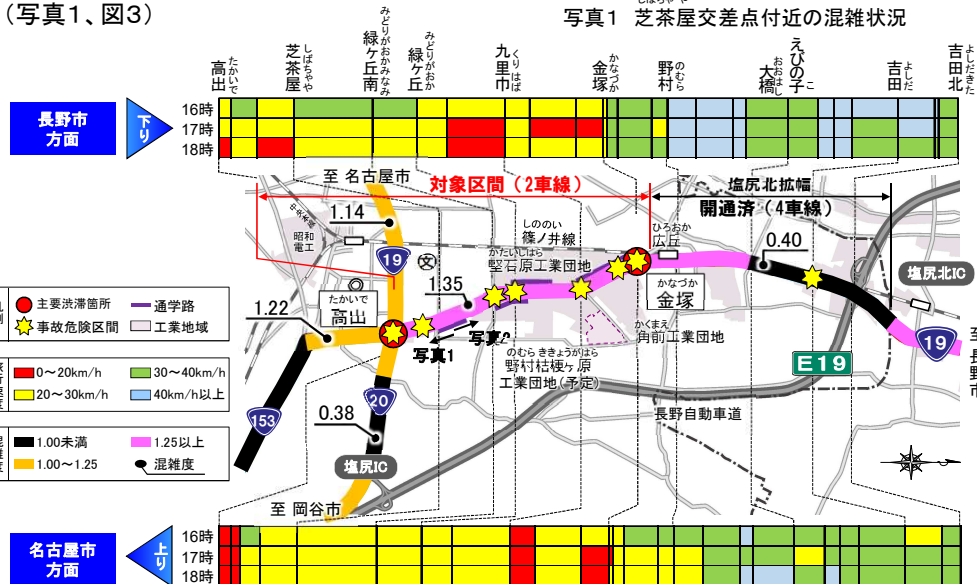 (写真1、図3)
写真1 芝茶屋交差点付近の混雑状況
たかいで
高出
しばちゃや
芝茶屋
みどりがおかみなみ
緑ヶ丘南
みどりがおか
緑ヶ丘
くりはば
九里巾
かなづか
金塚
のむら
野村
おおはし
大橋
えびの子
こ
よしだ
吉田
よしだきた
吉田北
長野市
方面
下り
16時
17時
18時
至 名古屋市
対象区間(2車線)
塩尻北拡幅
開通済(4車線)
中央本線
昭和
電工
1.14
19
文
しののい
篠ノ井線
かたいしはら
堅石原工業団地
ひろおか
広丘
0.40
塩尻北IC
主要渋滞箇所
通学路
事故危険区間
工業地域
1.22
たかいで
高出
1.35
かなづか
金塚
写真1
写真2
かくまえ
角前工業団地
19
至 長野市
のむらききょうがはら
野村桔梗ヶ原
工業団地(予定)
E19
0~20km/h
30~40km/h
20~30km/h
40km/h以上
153
20
0.38
長野自動車道
1.00未満
1.25以上
1.00~1.25
混雑度
塩尻IC
至 岡谷市
名古屋市
方面
上り
16時
17時
18時